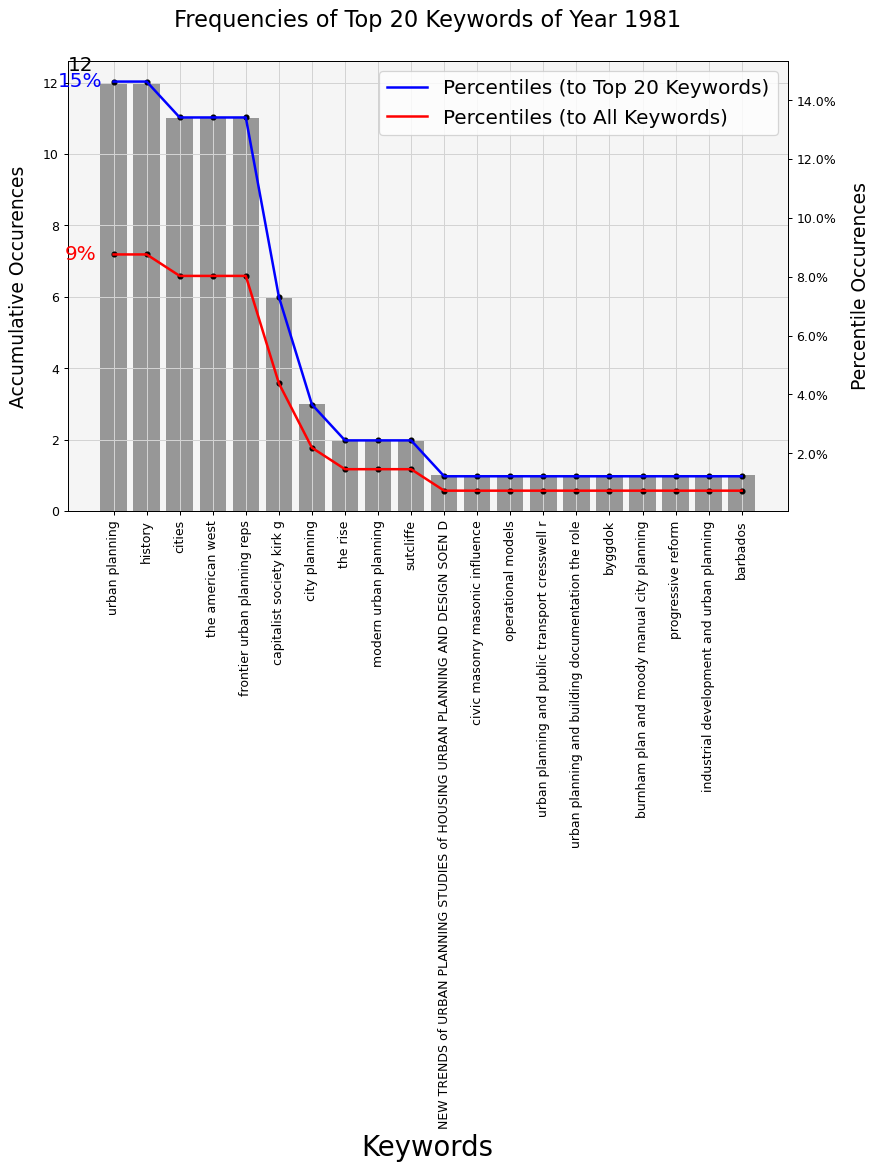 Frequencies of Top 20 Keywords of Year 1981
12
15%
9%
Percentiles (to Top 20 Keywords)
Percentiles (to All Keywords)
Accumulative Occurences
12
10
8
6
4
2
0
14.0%
12.0%
10.0%
8.0%
6.0%
4.0%
2.0%
Percentile Occurences
urban planning
history
cities
the american west
frontier urban planning reps
capitalist society kirk g
city planning
the rise
modern urban planning
sutcliffe
NEW TRENDS of URBAN PLANNING STUDIES of HOUSING URBAN PLANNING AND DESIGN SOEN D
civic masonry masonic influence
operational models
urban planning and public transport cresswell r
urban planning and building documentation the role
byggdok
burnham plan and moody manual city planning
progressive reform
industrial development and urban planning
barbados
Keywords